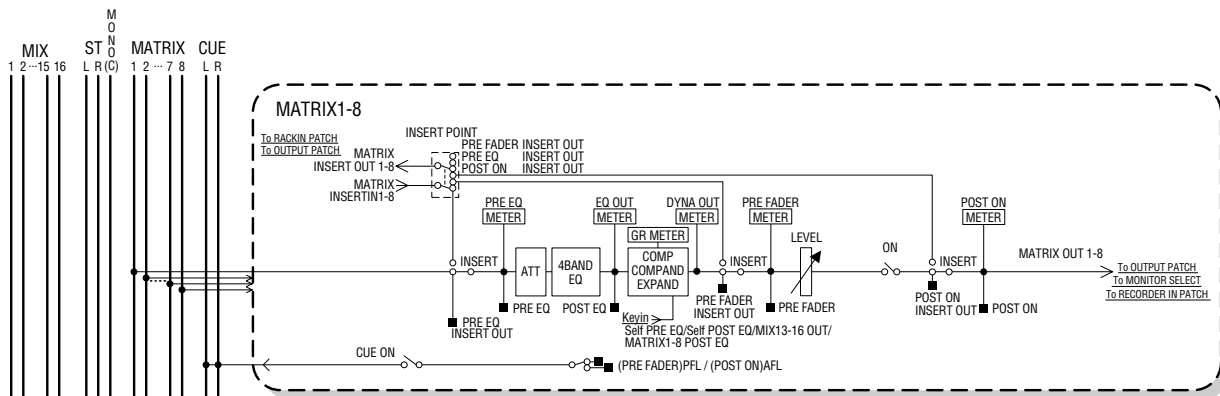 MONO(C)
MIX
ST
MATRIX
CUE
1 2 ··· 15 16
L R
1 2 ··· 7 8
L R
MATRIX1-8
To RACKIN PATCH
To OUTPUT PATCH
INSERT POINT
MATRIX
INSERT OUT 1-8
MATRIX
INSERTIN1-8
PRE FADER INSERT OUT
PRE EQ INSERT OUT
POST ON INSERT OUT
PRE EQ
METER
EQ OUT
METER
DYNA OUT
METER
PRE FADER
METER
POST ON
METER
GR METER
LEVEL
ON
MATRIX OUT 1-8
INSERT
ATT
4BAND
EQ
COMP
COMPAND
EXPAND
INSERT
INSERT
To OUTPUT PATCH
To MONITOR SELECT
To RECORDER IN PATCH
PRE EQ
INSERT OUT
PRE EQ
POST EQ
PRE FADER
INSERT OUT
PRE FADER
POST ON
INSERT OUT
POST ON
Keyin
Self PRE EQ/Self POST EQ/MIX13-16 OUT/
MATRIX1-8 POST EQ
CUE ON
(PRE FADER)PFL / (POST ON)AFL